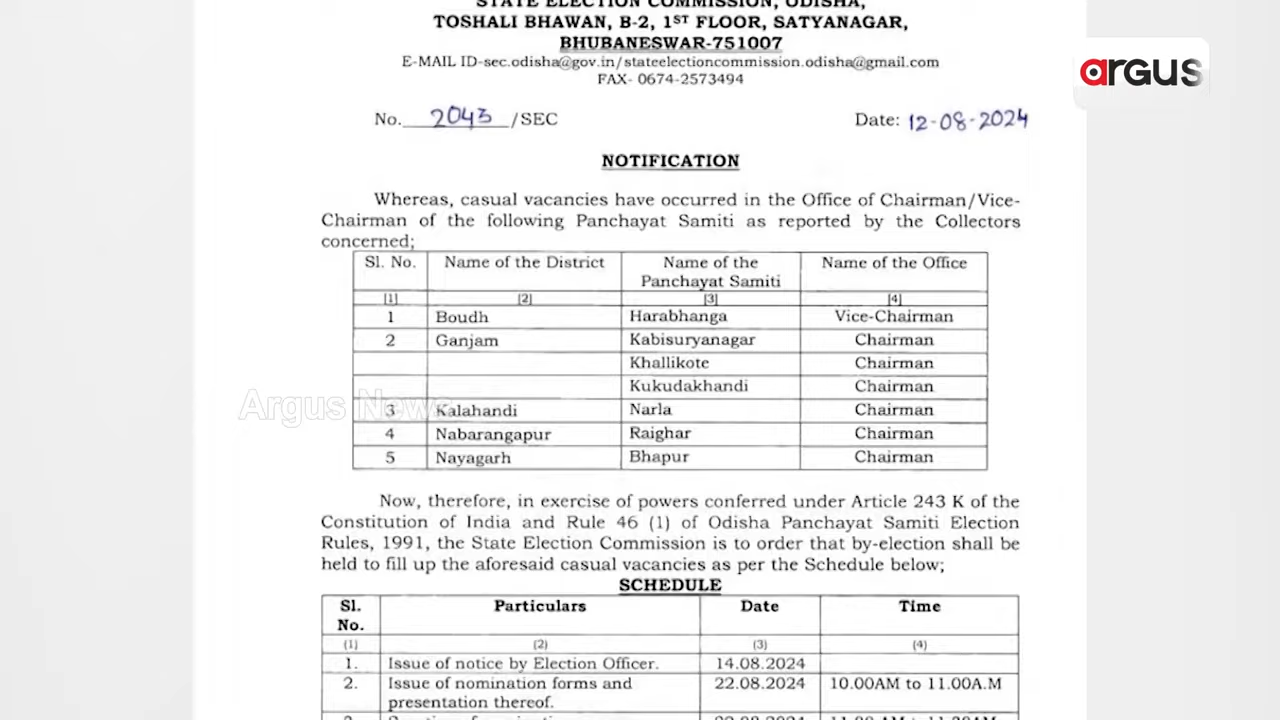 STATE ELECTION COMMISSION, ODISHA,
TOSHALI BHAWAN, B-2, 1ST FLOOR, SATYANAGAR,
BHUBANESWAR-751007
E-MAIL ID-sec.odisha@gov.in/stateelectioncommission.odisha@gmail.com
FAX- 0674-2573494
argus
No. 2043 /SEC Date: 12-08-2024
NOTIFICATION
Whereas, casual vacancies have occurred in the Office of Chairman/Vice-
Chairman of the following Panchayat Samiti as reported by the Collectors
concerned;
Sl. No. Name of the District Name of the Panchayat Samiti Name of the Office
[1] [2] [3] [4]
1 Boudh Harabhanga Vice-Chairman
2 Ganjam Kabisuryanagar Chairman
Khallikote Chairman
Kukudakhandi Chairman
Argus News
3 Kalahandi Narla Chairman
4 Nabarangapur Raighar Chairman
5 Nayagarh Bhapur Chairman
Now, therefore, in exercise of powers conferred under Article 243 K of the
Constitution of India and Rule 46 (1) of Odisha Panchayat Samiti Election
Rules, 1991, the State Election Commission is to order that by-election shall be
held to fill up the aforesaid casual vacancies as per the Schedule below;
SCHEDULE
Sl. No. Particulars Date Time
(1) (2) (3) (4)
1. Issue of notice by Election Officer. 14.08.2024
2. Issue of nomination forms and 22.08.2024 10.00AM to 11.00A.M
presentation thereof.